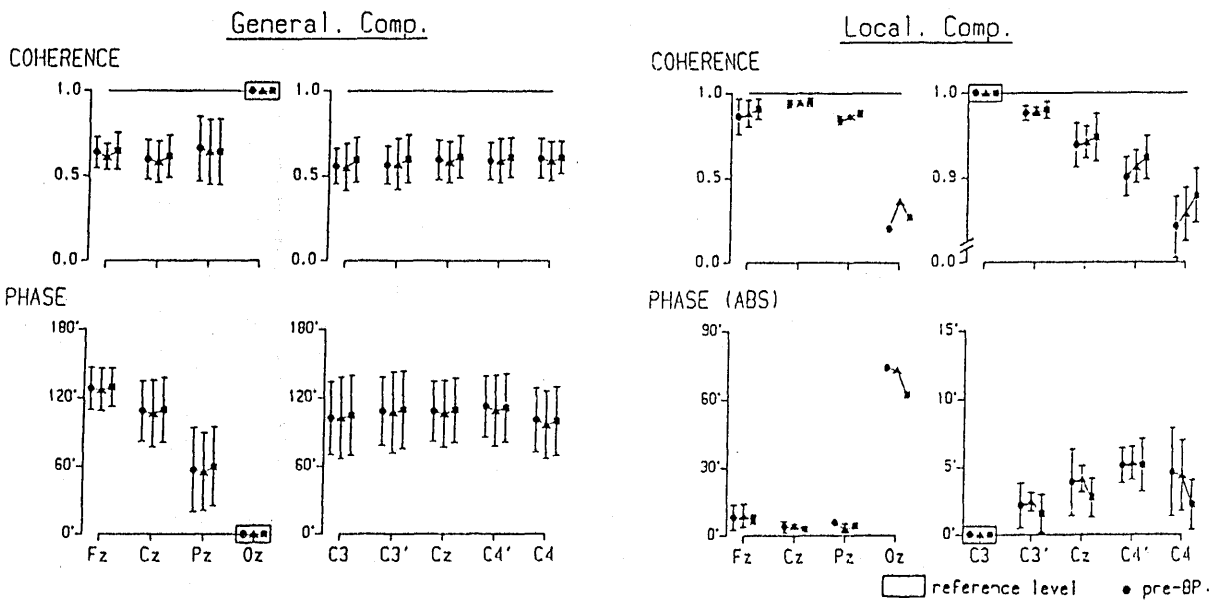 General. Comp.
Local. Comp.
COHERENCE
1.0
0.5
0.0
1.0
0.5
0.0
COHERENCE
1.0
0.5
0.0
1.0
0.9
0.0
PHASE
180'
120'
60'
0'
Fz Cz Pz Oz
180'
120'
60'
0'
C3 C3' Cz C4' C4
PHASE (ABS)
90'
60'
30'
0'
Fz Cz Pz Oz
15'
10'
5'
0'
C3 C3' Cz C4' C4
reference level
pre-BP.